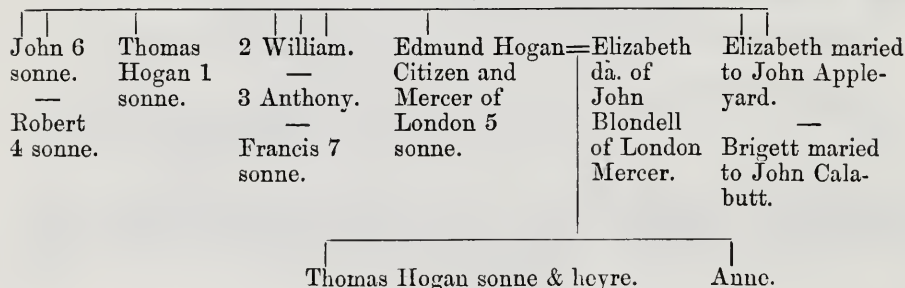 John 6
sonne.
—
Robert
4 sonne.
Thomas
Hogan 1
sonne.
2 William.
—
3 Anthony.
—
Francis 7
sonne.
Edmund Hogan=
Citizen and
Mercer of
London 5
sonne.
Elizabeth
da. of
John
Blondell
of London
Mercer.
Elizabeth maried
to John Apple-
yard.
—
Brigett maried
to John Cala-
butt.
Thomas Hogan sonne & heyre.
Anne.